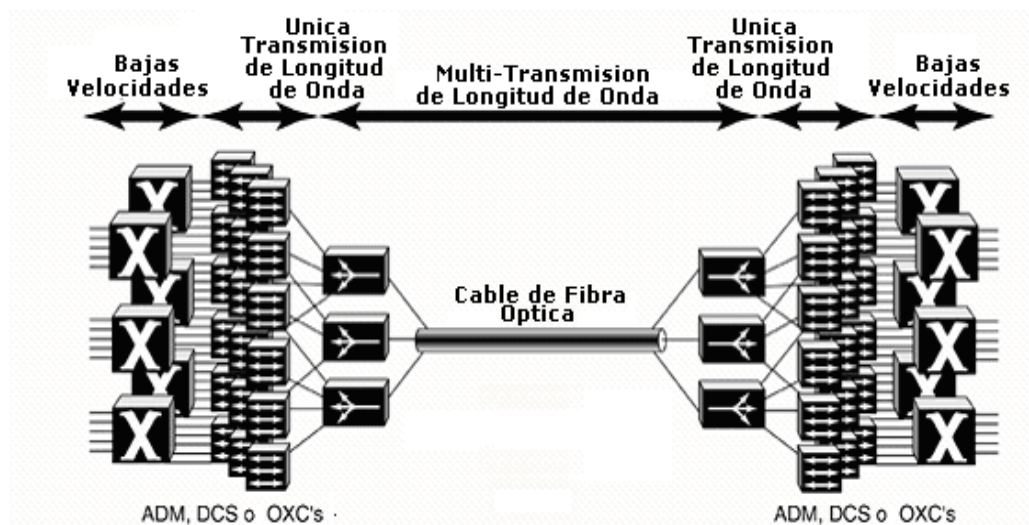 Bajas
Velocidades
Unica
Transmision
de Longitud
de Onda
Multi-Transmision
de Longitud de Onda
Unica
Transmision
de Longitud
de Onda
Bajas
Velocidades
X
X
X
X
X
X
X
X
X
X
X
X
Cable de Fibra
Optica
ADM, DCS o OXC's .
ADM, DCS o OXC's